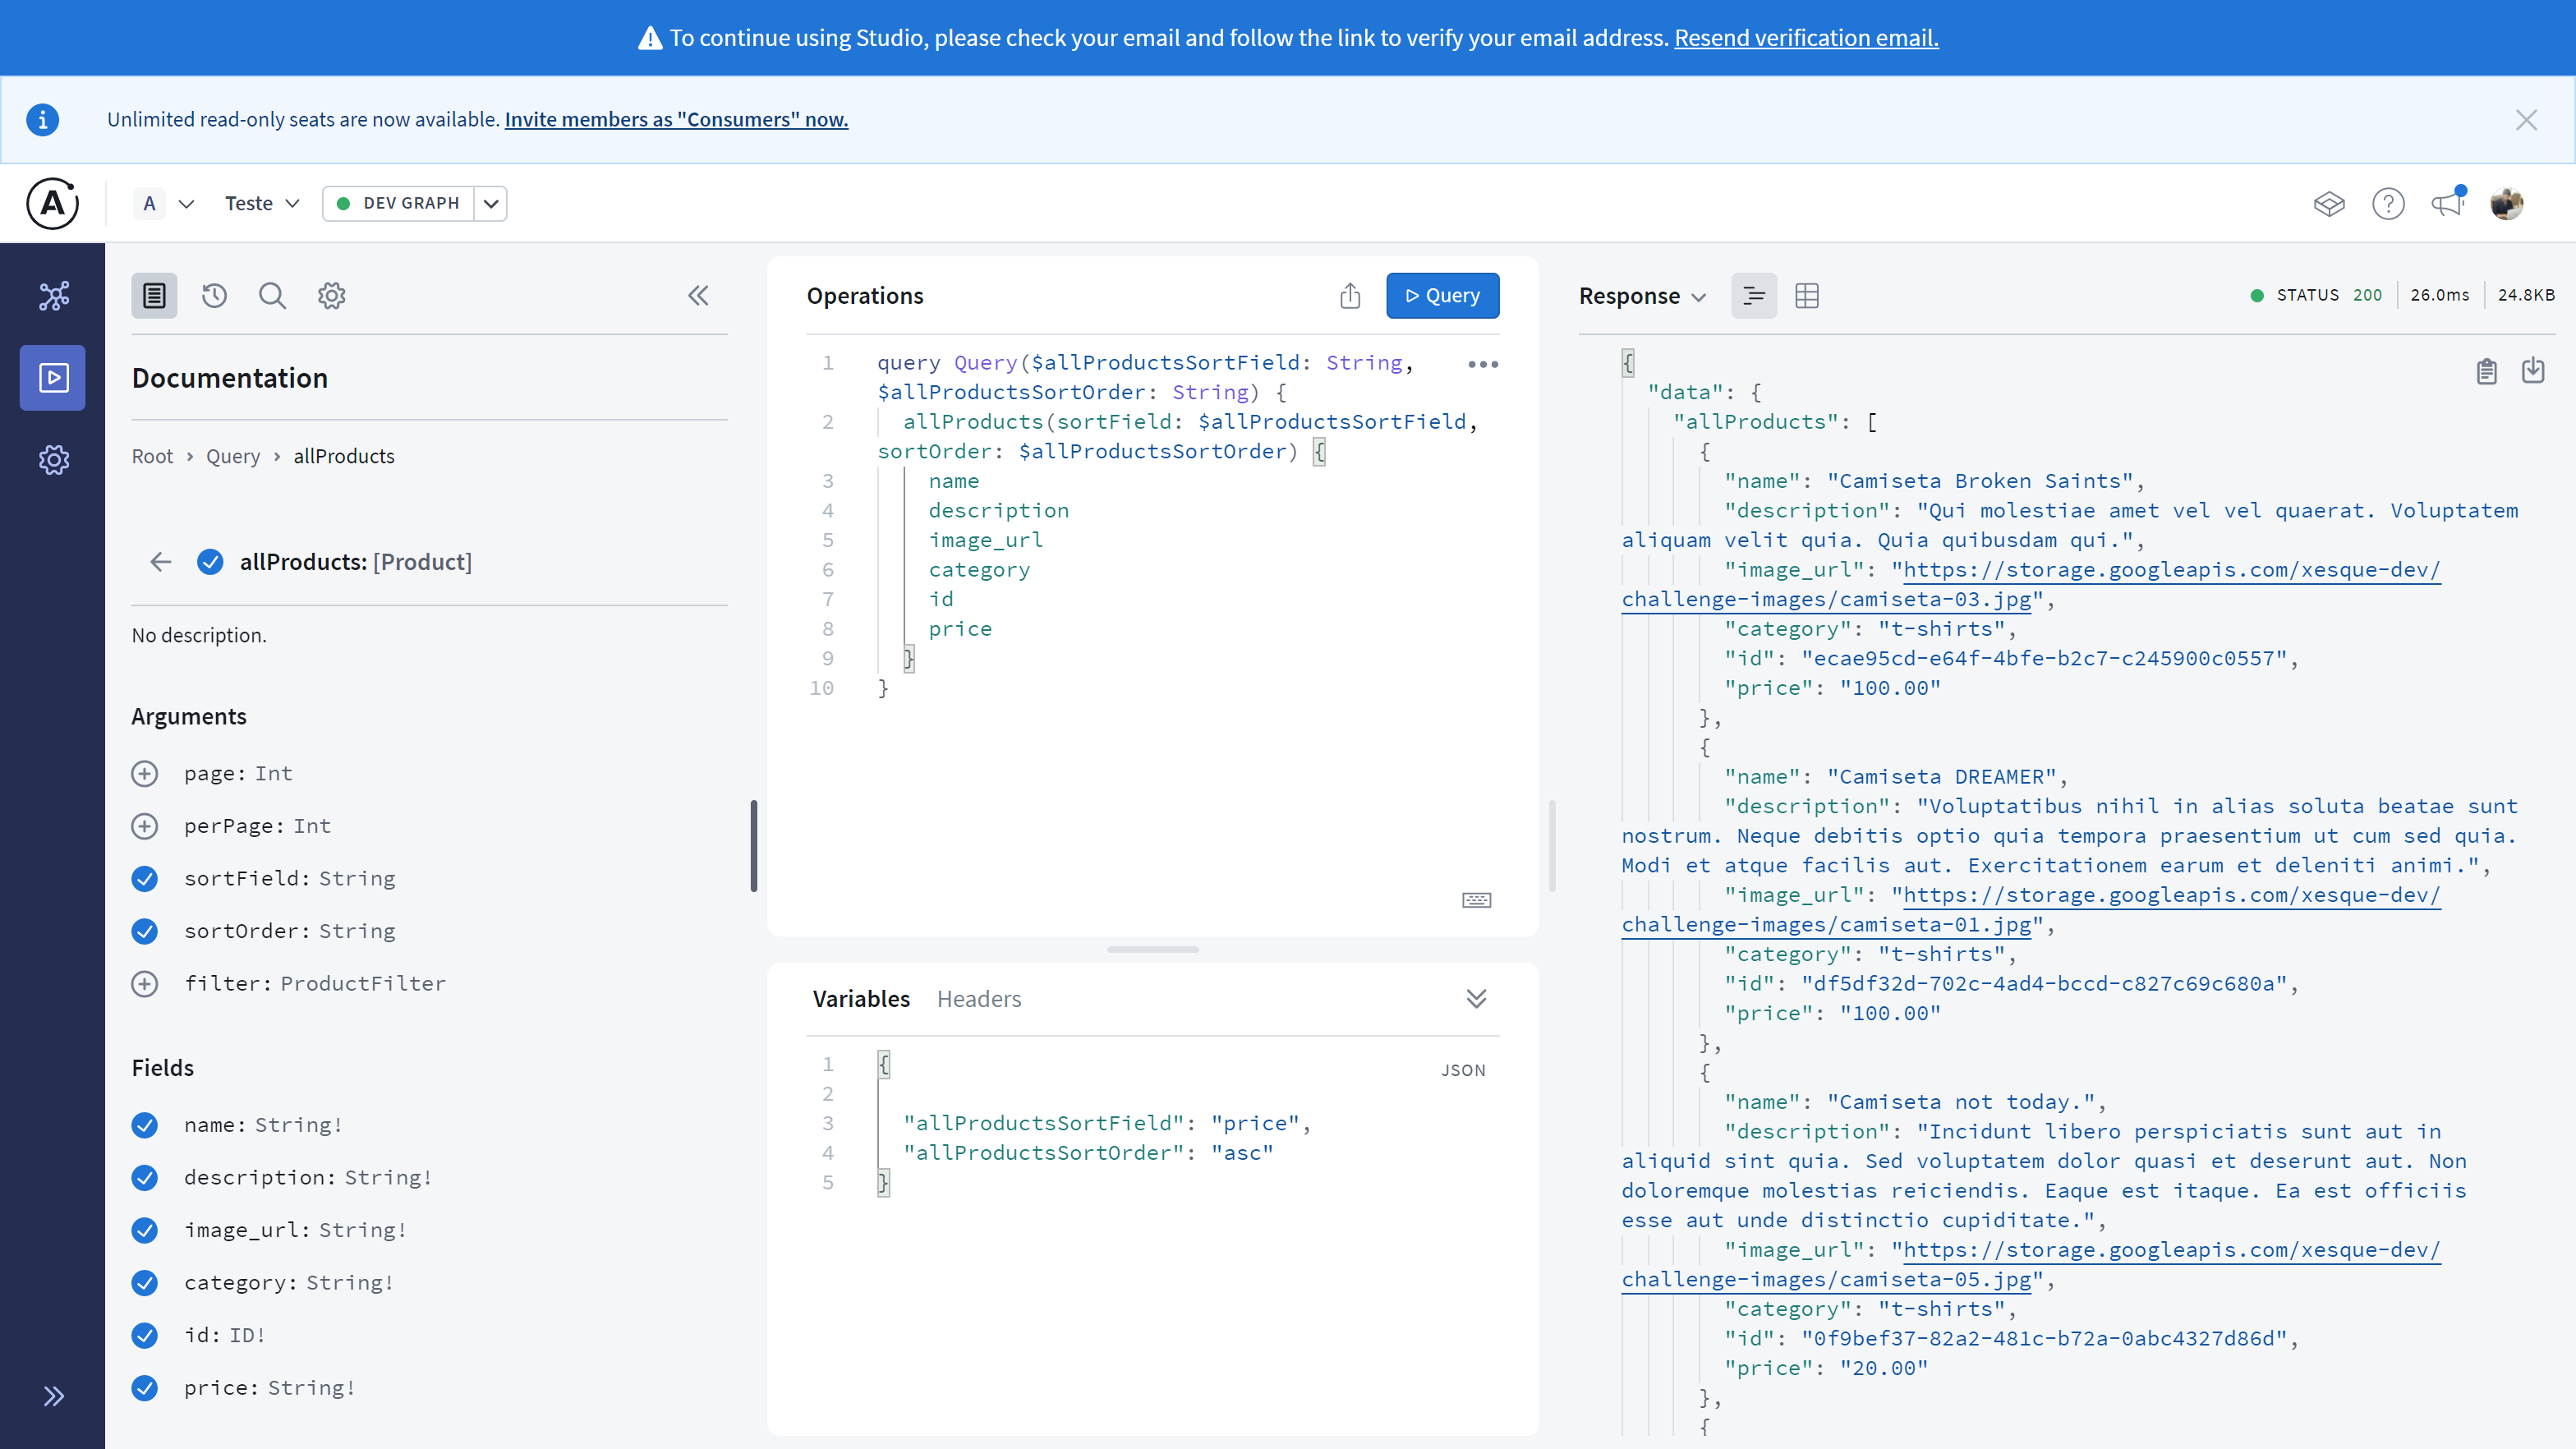 To continue using Studio, please check your email and follow the link to verify your email address. Resend verification email.
Unlimited read-only seats are now available. Invite members as "Consumers" now.
A
Teste
DEV GRAPH
Documentation
Root › Query › allProducts
allProducts: [Product]
No description.
Arguments
page: Int
perPage: Int
sortField: String
sortOrder: String
filter: ProductFilter
Fields
name: String!
description: String!
image_url: String!
category: String!
id: ID!
price: String!
Operations
Query
1 query Query($allProductsSortField: String,
$allProductsSortOrder: String) {
2 allProducts(sortField: $allProductsSortField,
sortOrder: $allProductsSortOrder) {
3 name
4 description
5 image_url
6 category
7 id
8 price
9 }
10 }
Variables Headers
JSON
1 {
2
3 "allProductsSortField": "price",
4 "allProductsSortOrder": "asc"
5 }
Response
STATUS 200 26.0ms 24.8KB
{
"data": {
"allProducts": [
{
"name": "Camiseta Broken Saints",
"description": "Qui molestiae amet vel vel quaerat. Voluptatem
aliquam velit quia. Quia quibusdam qui.",
"image_url": "https://storage.googleapis.com/xesque-dev/
challenge-images/camiseta-03.jpg",
"category": "t-shirts",
"id": "ecae95cd-e64f-4bfe-b2c7-c245900c0557",
"price": "100.00"
},
{
"name": "Camiseta DREAMER",
"description": "Voluptatibus nihil in alias soluta beatae sunt
nostrum. Neque debitis optio quia tempora praesentium ut cum sed quia.
Modi et atque facilis aut. Exercitationem earum et deleniti animi.",
"image_url": "https://storage.googleapis.com/xesque-dev/
challenge-images/camiseta-01.jpg",
"category": "t-shirts",
"id": "df5df32d-702c-4ad4-bccd-c827c69c680a",
"price": "100.00"
},
{
"name": "Camiseta not today.",
"description": "Incidunt libero perspiciatis sunt aut in
aliquid sint quia. Sed voluptatem dolor quasi et deserunt aut. Non
doloremque molestias reiciendis. Eaque est itaque. Ea est officiis
esse aut unde distinctio cupiditate.",
"image_url": "https://storage.googleapis.com/xesque-dev/
challenge-images/camiseta-05.jpg",
"category": "t-shirts",
"id": "0f9bef37-82a2-481c-b72a-0abc4327d86d",
"price": "20.00"
},
{